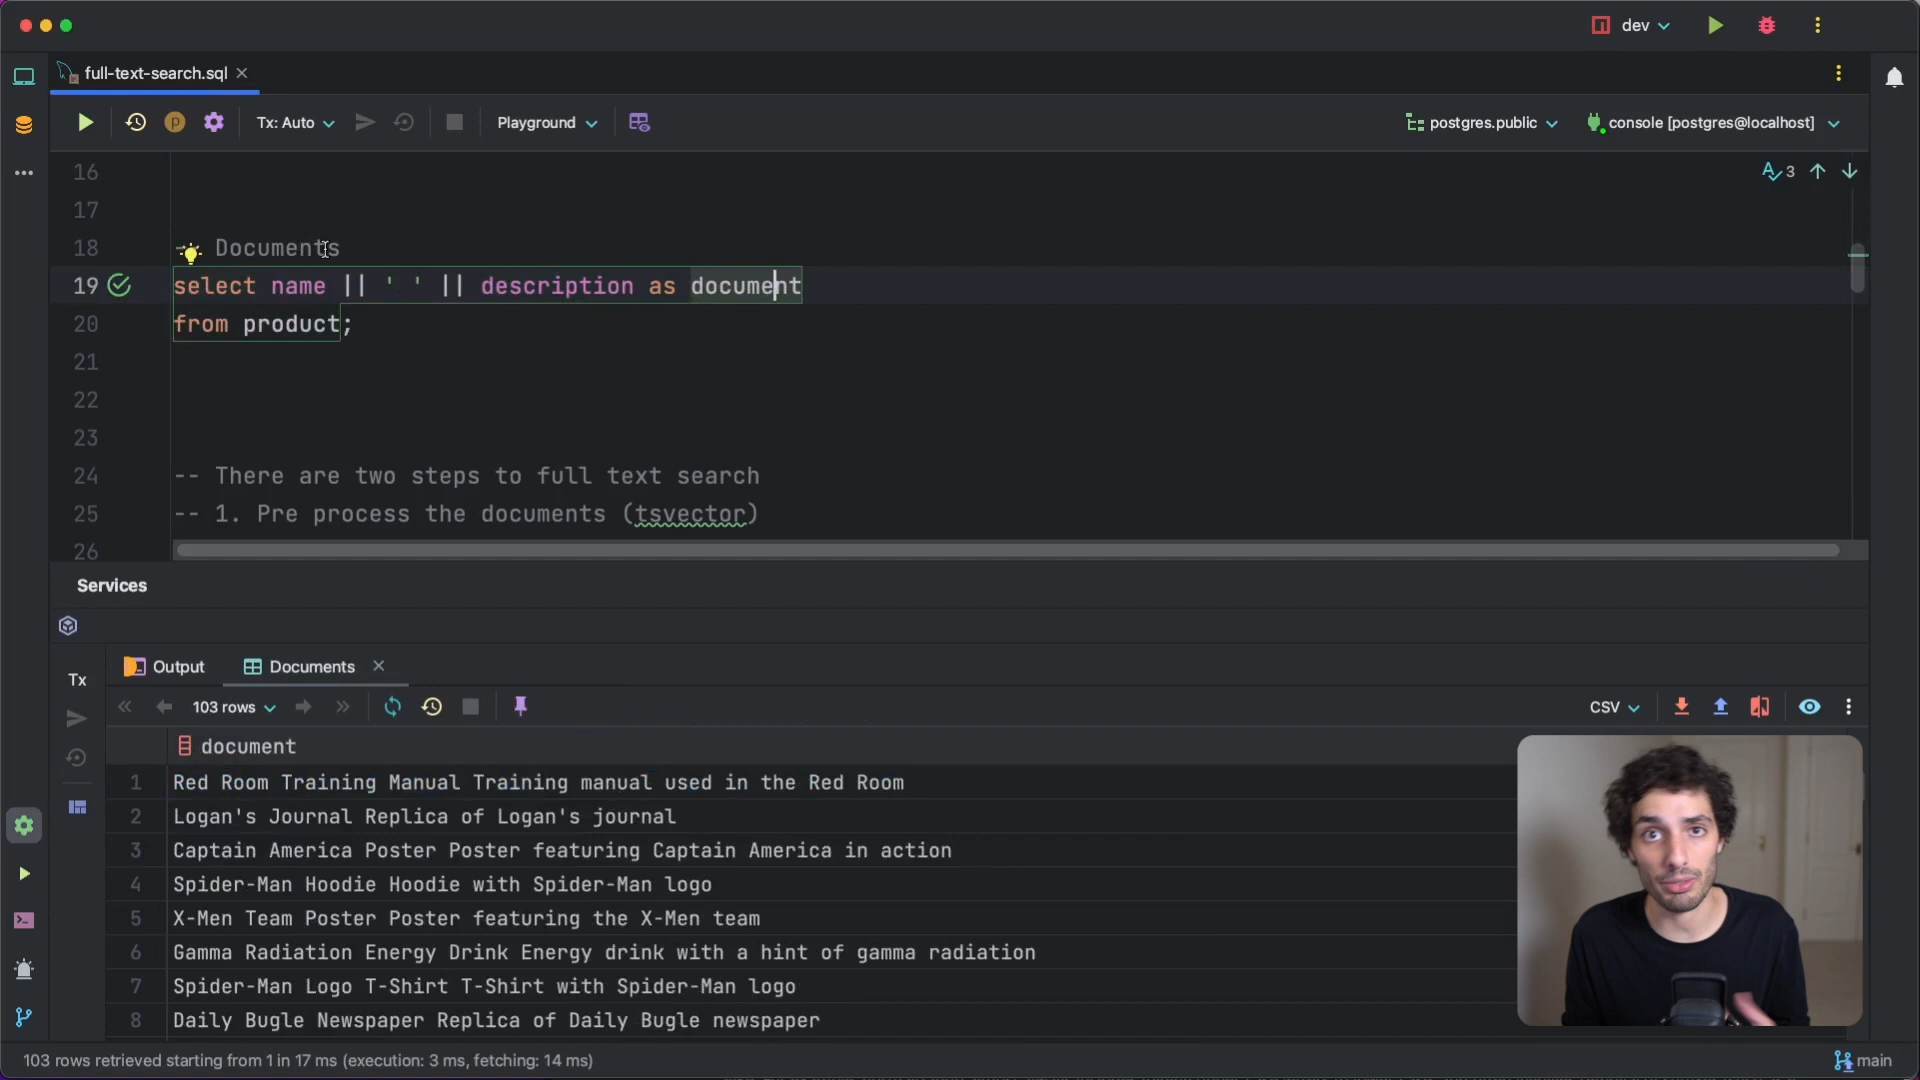 dev
full-text-search.sql
Tx: Auto
Playground
postgres.public
console [postgres@localhost]
16
3
17
18 Documents
19 select name || ' ' || description as document
20 from product;
21
22
23
24 -- There are two steps to full text search
25 -- 1. Pre process the documents (tsvector)
26
Services
Tx
Output
Documents
103 rows
CSV
document
1 Red Room Training Manual Training manual used in the Red Room
2 Logan's Journal Replica of Logan's journal
3 Captain America Poster Poster featuring Captain America in action
4 Spider-Man Hoodie Hoodie with Spider-Man logo
5 X-Men Team Poster Poster featuring the X-Men team
6 Gamma Radiation Energy Drink Energy drink with a hint of gamma radiation
7 Spider-Man Logo T-Shirt T-Shirt with Spider-Man logo
8 Daily Bugle Newspaper Replica of Daily Bugle newspaper
103 rows retrieved starting from 1 in 17 ms (execution: 3 ms, fetching: 14 ms)
main